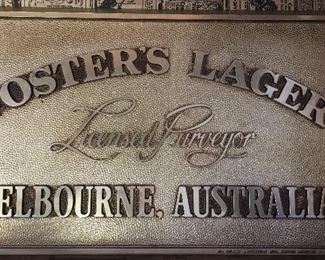 OSTER'S LAGER
Licensed Purveyor
ELBOURNE, AUSTRALIA